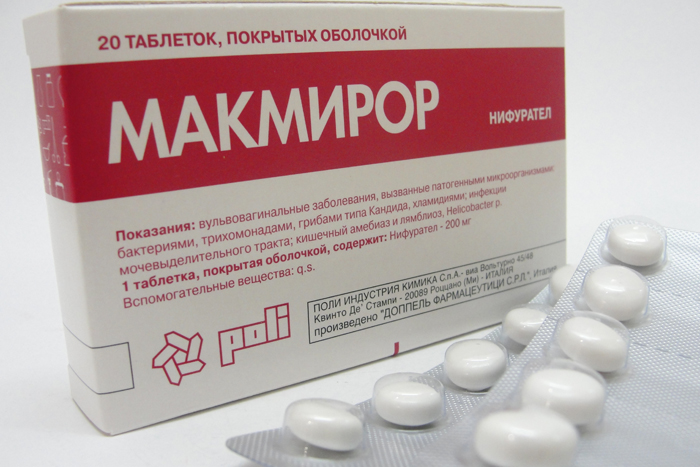 20 ТАБЛЕТОК, ПОКРЫТЫХ ОБОЛОЧКОЙ
МАКМИРОР
НИФУРАТЕЛ
Показания: вульвовагинальные заболевания, вызванные патогенными микроорганизмами:
бактериями, трихомонадами, грибами типа Кандида, хламидиями; инфекции
мочевыделительного тракта; кишечный амебиаз и лямблиоз, Helicobacter p.
1 таблетка, покрытая оболочкой, содержит: Нифурател - 200 мг
Вспомогательные вещества: q.s.
poli
ПОЛИ ИНДУСТРИЯ КИМИКА С.п.А.- виа Вольтурно 45/48
Квинто Де' Стампи - 20089 Роццано (Ми) - ИТАЛИЯ
произведено "ДОППЕЛЬ ФАРМАЦЕУТИЦИ С.Р.Л.", Итали